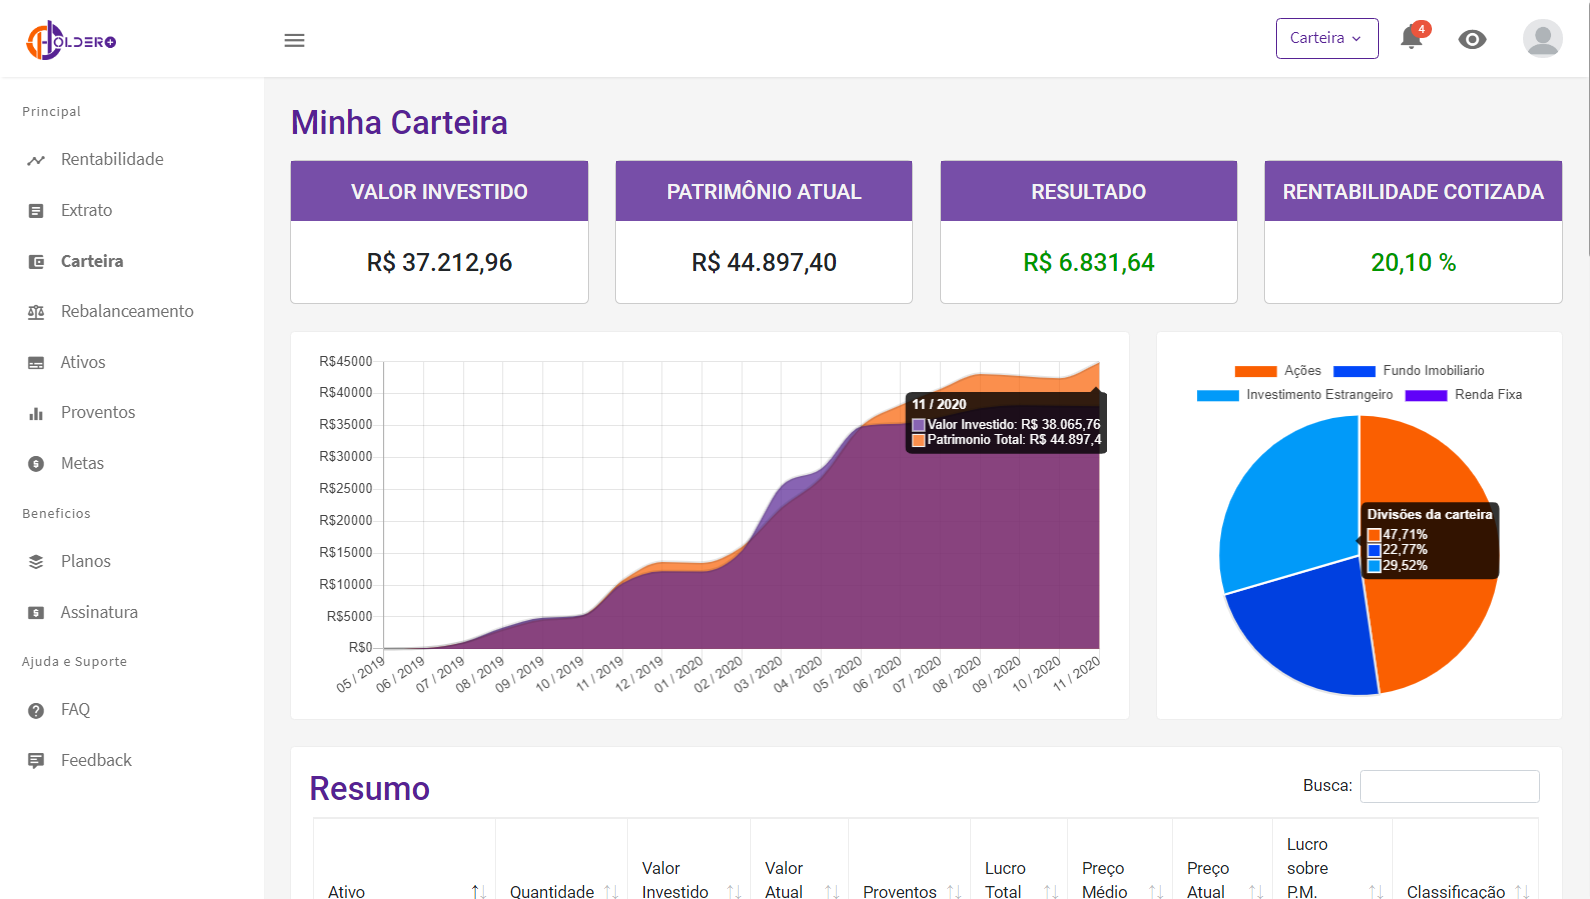 HOLDER+
Carteira
4
Principal
Rentabilidade
Extrato
Carteira
Rebalanceamento
Ativos
Proventos
Metas
Beneficios
Planos
Assinatura
Ajuda e Suporte
FAQ
Feedback
Minha Carteira
VALOR INVESTIDO
R$ 37.212,96
PATRIMÔNIO ATUAL
R$ 44.897,40
RESULTADO
R$ 6.831,64
RENTABILIDADE COTIZADA
20,10 %
R$45000
R$40000
R$35000
R$30000
R$25000
R$20000
R$15000
R$10000
R$5000
R$0
05 / 2019
06 / 2019
07 / 2019
08 / 2019
09 / 2019
10 / 2019
11 / 2019
12 / 2019
01 / 2020
02 / 2020
03 / 2020
04 / 2020
05 / 2020
06 / 2020
07 / 2020
08 / 2020
09 / 2020
10 / 2020
11 / 2020
11 / 2020
Valor Investido: R$ 38.065,76
Patrimonio Total: R$ 44.897,4
Ações
Fundo Imobiliario
Investimento Estrangeiro
Renda Fixa
Divisões da carteira
47,71%
22,77%
29,52%
Resumo
Busca:
Ativo
Quantidade
Valor
Investido
Valor
Atual
Proventos
Lucro
Total
Preço
Médio
Preço
Atual
Lucro
sobre
P.M.
Classificação